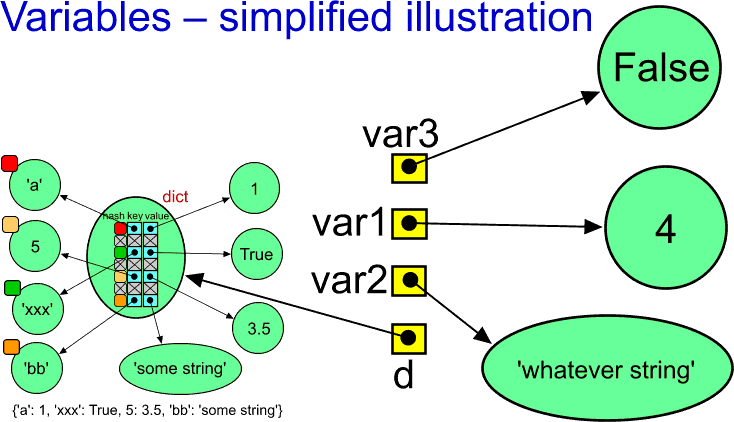 Variables – simplified illustration
False
var3
'a'
dict
1
hash key value
var1
4
5
True
var2
'xxx'
3.5
'bb'
'some string'
d
'whatever string'
{'a': 1, 'xxx': True, 5: 3.5, 'bb': 'some string'}